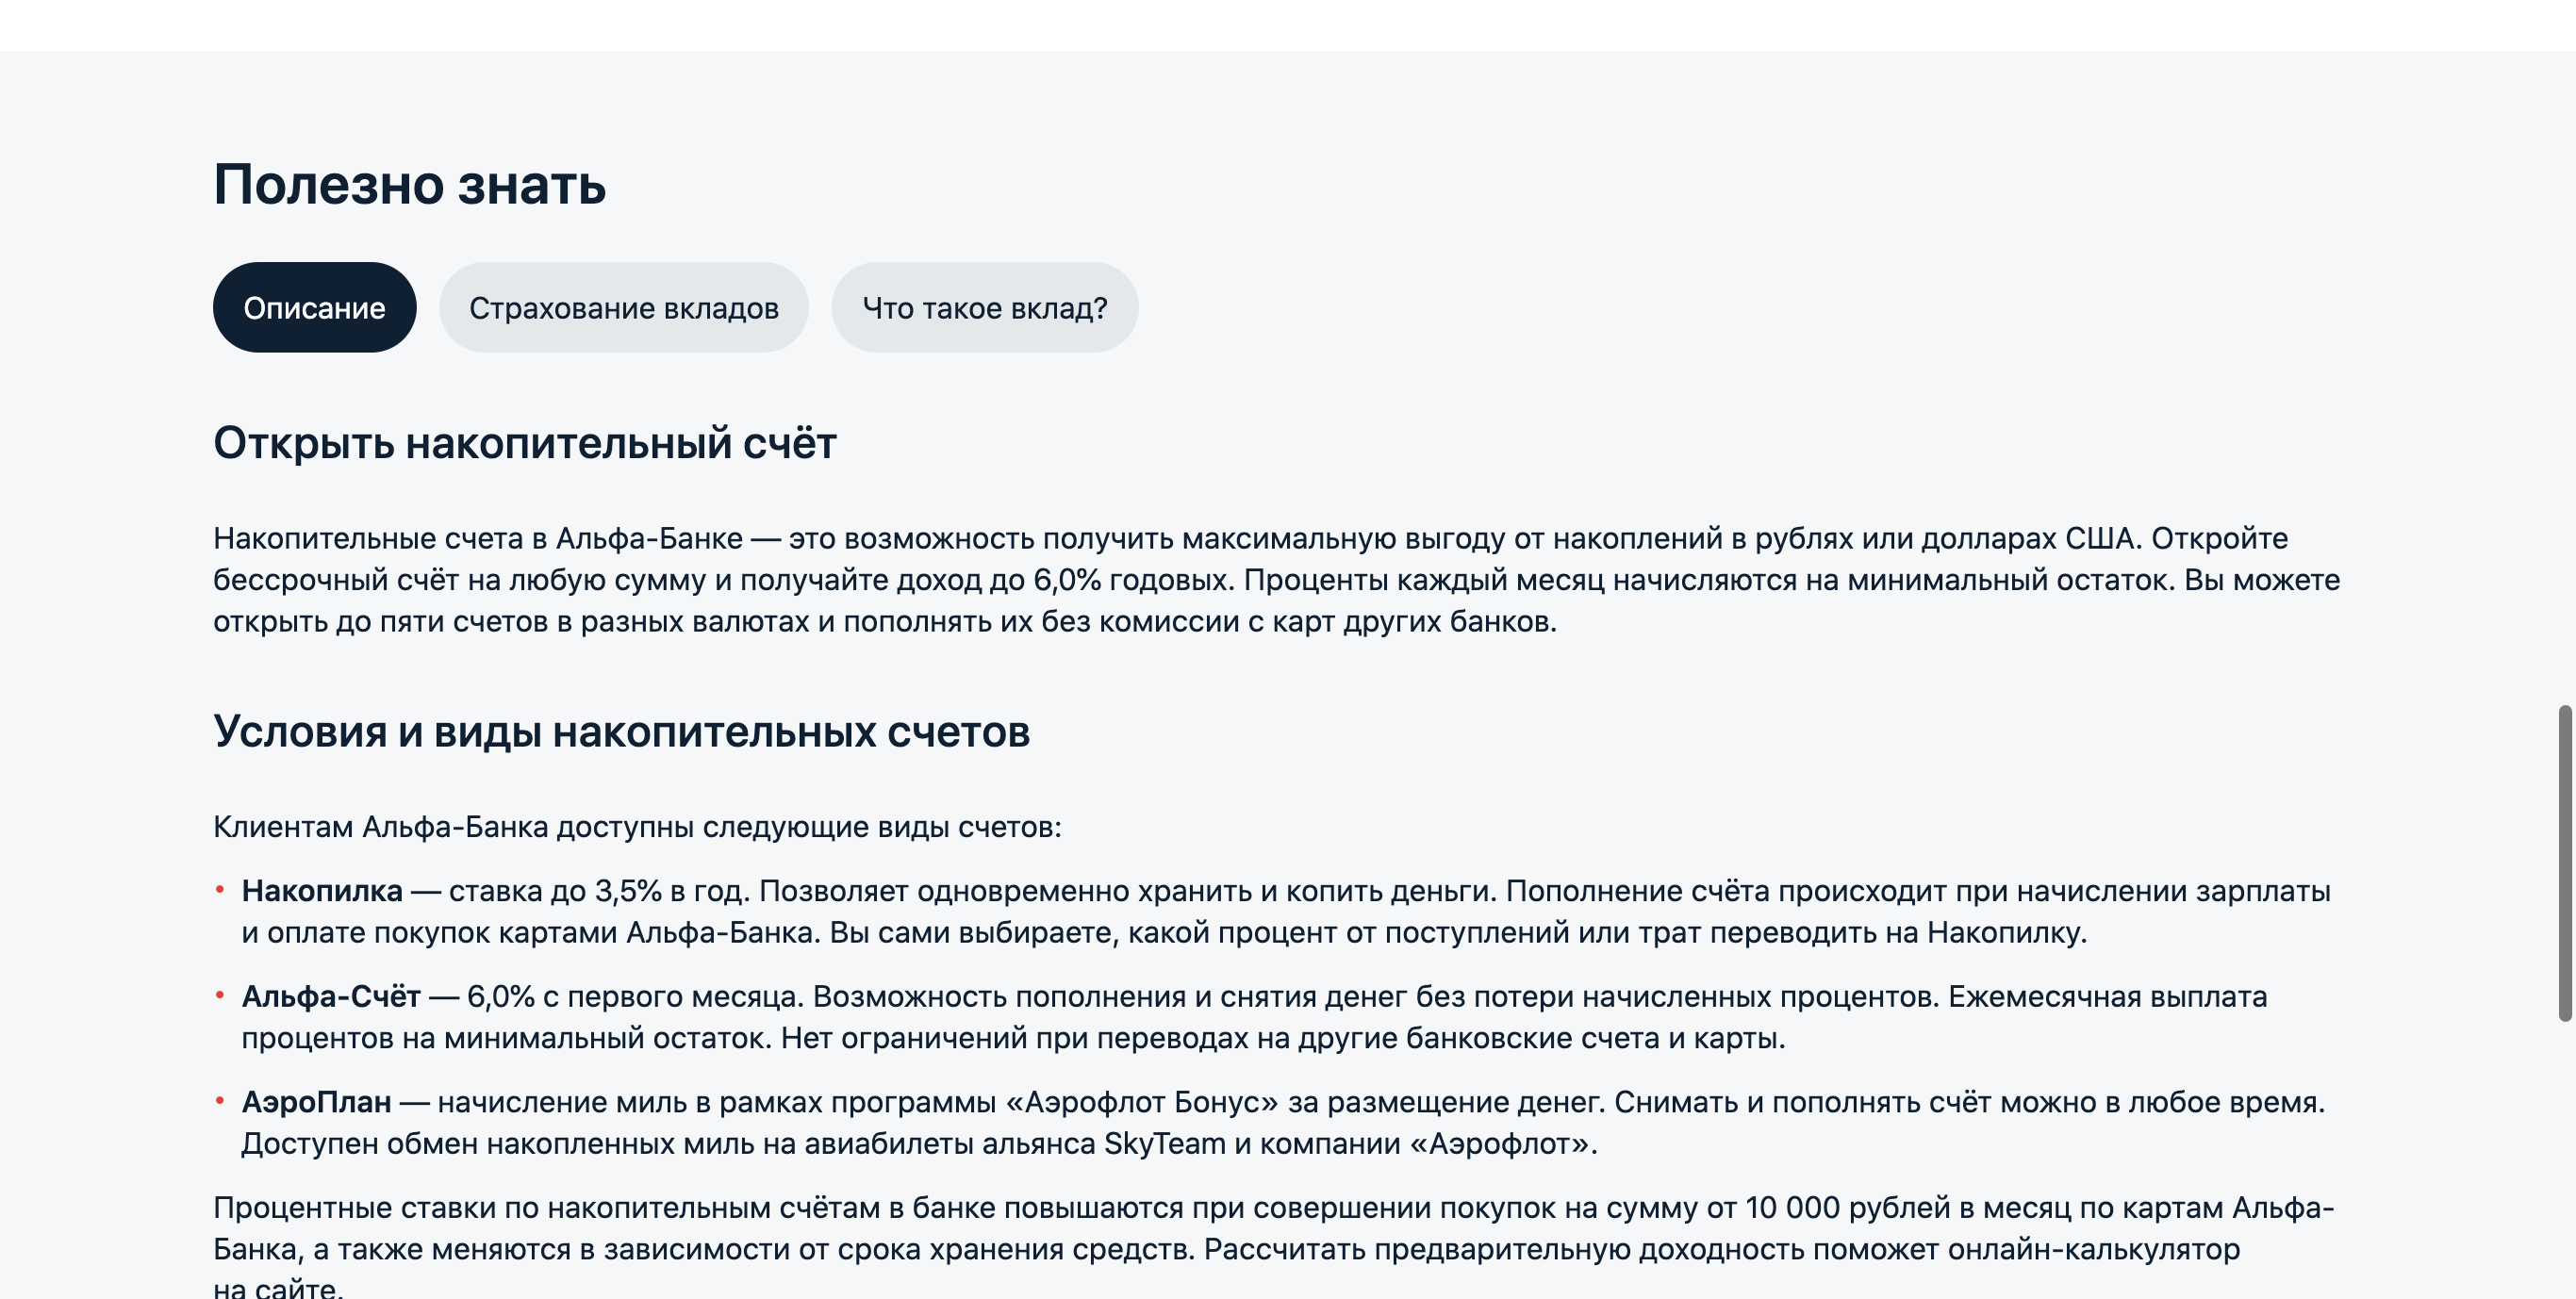 Полезно знать
Описание
Страхование вкладов
Что такое вклад?
Открыть накопительный счёт
Накопительные счета в Альфа-Банке — это возможность получить максимальную выгоду от накоплений в рублях или долларах США. Откройте
бессрочный счёт на любую сумму и получайте доход до 6,0% годовых. Проценты каждый месяц начисляются на минимальный остаток. Вы можете
открыть до пяти счетов в разных валютах и пополнять их без комиссии с карт других банков.
Условия и виды накопительных счетов
Клиентам Альфа-Банка доступны следующие виды счетов:
• Накопилка — ставка до 3,5% в год. Позволяет одновременно хранить и копить деньги. Пополнение счёта происходит при начислении зарплаты
и оплате покупок картами Альфа-Банка. Вы сами выбираете, какой процент от поступлений или трат переводить на Накопилку.
• Альфа-Счёт — 6,0% с первого месяца. Возможность пополнения и снятия денег без потери начисленных процентов. Ежемесячная выплата
процентов на минимальный остаток. Нет ограничений при переводах на другие банковские счета и карты.
• АэроПлан — начисление миль в рамках программы «Аэрофлот Бонус» за размещение денег. Снимать и пополнять счёт можно в любое время.
Доступен обмен накопленных миль на авиабилеты альянса SkyTeam и компании «Аэрофлот».
Процентные ставки по накопительным счётам в банке повышаются при совершении покупок на сумму от 10 000 рублей в месяц по картам Альфа-
Банка, а также меняются в зависимости от срока хранения средств. Рассчитать предварительную доходность поможет онлайн-калькулятор
на сайте.